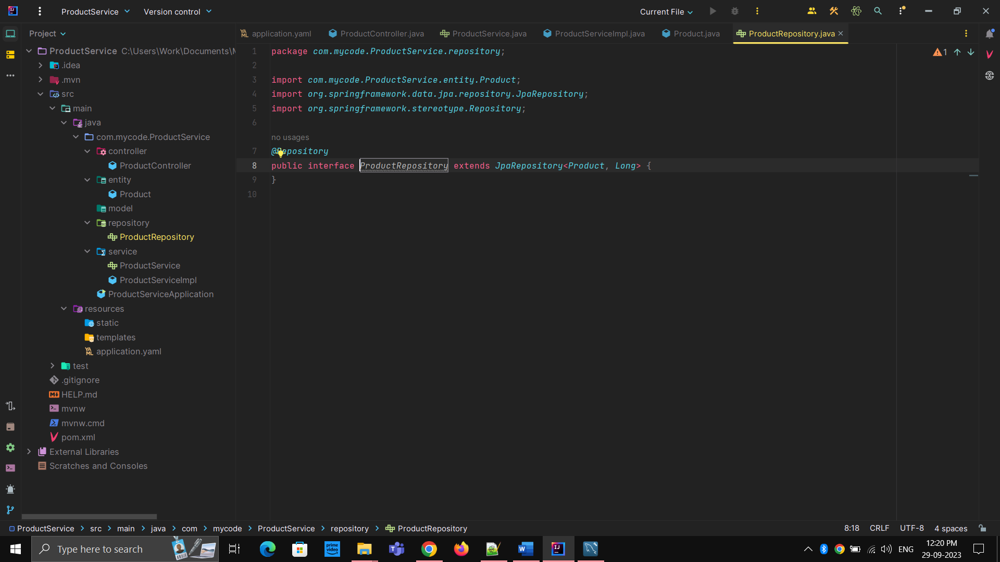 ProductService Version control Current File
Project
application.yaml ProductController.java ProductService.java ProductServiceImpl.java Product.java ProductRepository.java
ProductService C:\Users\Work\Documents\
.idea
.mvn
src
main
java
com.mycode.ProductService
controller
ProductController
entity
Product
model
repository
ProductRepository
service
ProductService
ProductServiceImpl
ProductServiceApplication
resources
static
templates
application.yaml
test
.gitignore
HELP.md
mvnw
mvnw.cmd
pom.xml
External Libraries
Scratches and Consoles
1 package com.mycode.ProductService.repository;
2
3 import com.mycode.ProductService.entity.Product;
4 import org.springframework.data.jpa.repository.JpaRepository;
5 import org.springframework.stereotype.Repository;
6
no usages
7 @Repository
8 public interface ProductRepository extends JpaRepository<Product, Long> {
9 }
10
1
ProductService src main java com mycode ProductService repository ProductRepository
8:18 CRLF UTF-8 4 spaces
Type here to search
prime video
ENG
12:20 PM
29-09-2023